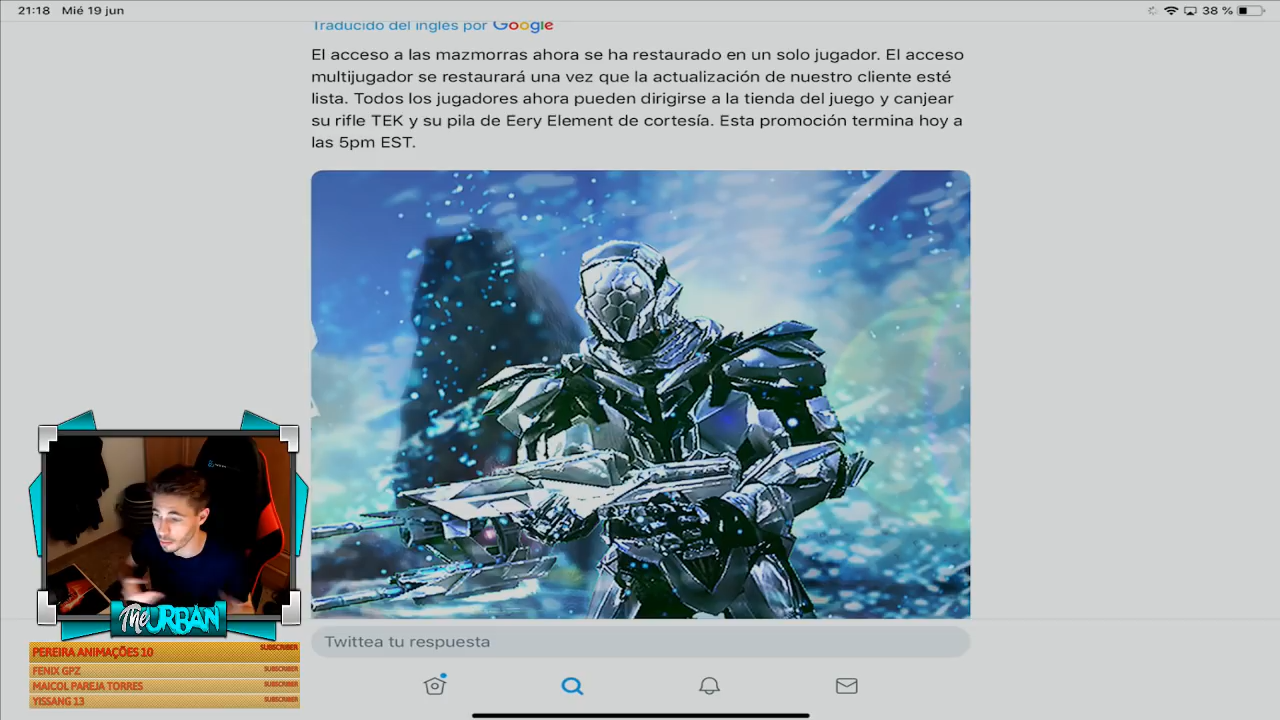 21:18 Mié 19 jun
38 %
Traducido del inglés por Google
El acceso a las mazmorras ahora se ha restaurado en un solo jugador. El acceso
multijugador se restaurará una vez que la actualización de nuestro cliente esté
lista. Todos los jugadores ahora pueden dirigirse a la tienda del juego y canjear
su rifle TEK y su pila de Eery Element de cortesía. Esta promoción termina hoy a
las 5pm EST.
The URBAN
PEREIRA ANIMAÇÕES 10 SUBSCRIBER
FENIX GPZ SUBSCRIBER
MAICOL PAREJA TORRES SUBSCRIBER
YISSANG 13 SUBSCRIBER
Twittea tu respuesta